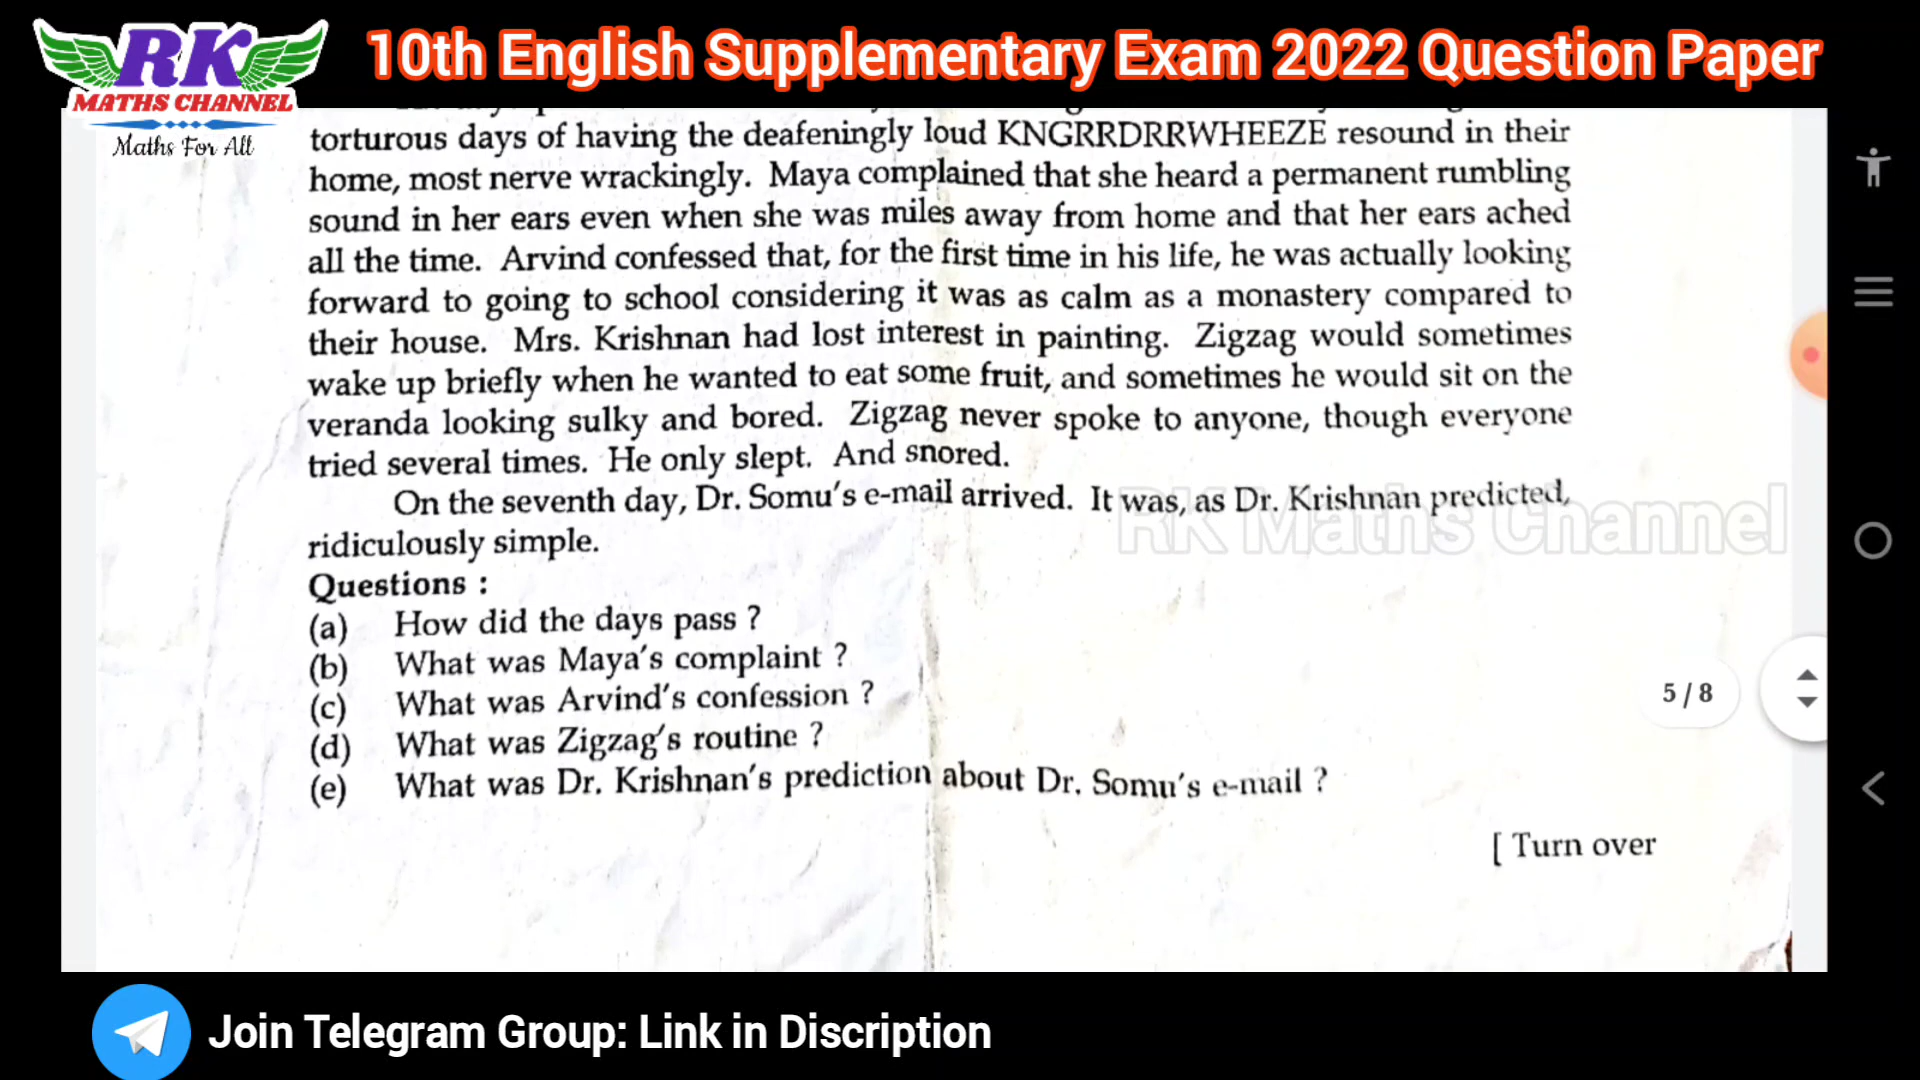 RK
MATHS CHANNEL
Maths For All
10th English Supplementary Exam 2022 Question Paper
torturous days of having the deafeningly loud KNGRRDRRWHEEZE resound in their
home, most nerve wrackingly. Maya complained that she heard a permanent rumbling
sound in her ears even when she was miles away from home and that her ears ached
all the time. Arvind confessed that, for the first time in his life, he was actually looking
forward to going to school considering it was as calm as a monastery compared to
their house. Mrs. Krishnan had lost interest in painting. Zigzag would sometimes
wake up briefly when he wanted to eat some fruit, and sometimes he would sit on the
veranda looking sulky and bored. Zigzag never spoke to anyone, though everyone
tried several times. He only slept. And snored.
On the seventh day, Dr. Somu's e-mail arrived. It was, as Dr. Krishnan predicted,
ridiculously simple.
RK Maths Channel
Questions :
(a) How did the days pass ?
(b) What was Maya's complaint ?
(c) What was Arvind's confession ?
(d) What was Zigzag's routine ?
(e) What was Dr. Krishnan's prediction about Dr. Somu's e-mail ?
5 / 8
[ Turn over
Join Telegram Group: Link in Discription